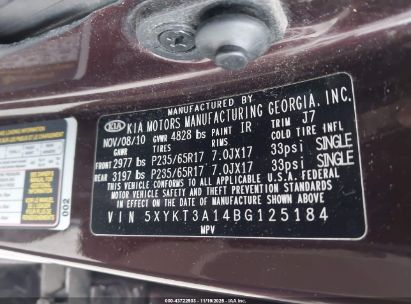 KIA KIA MOTORS MANUFACTURING GEORGIA, INC.
NOV/08/10 GVWR 4828 lbs PAINT IR TRIM J7
GAWR TIRES RIMS COLD TIRE INFL
FRONT 2977 lbs P235/65R17 7.0JX17 33psi SINGLE
REAR 3197 lbs P235/65R17 7.0JX17 33psi SINGLE
THIS VEHICLE CONFORMS TO ALL APPLICABLE U.S.A. FEDERAL
MOTOR VEHICLE SAFETY AND THEFT PREVENTION STANDARDS
IN EFFECT ON THE DATE OF MANUFACTURE SHOWN ABOVE
VIN 5XYKT3A14BG125184
MPV
002